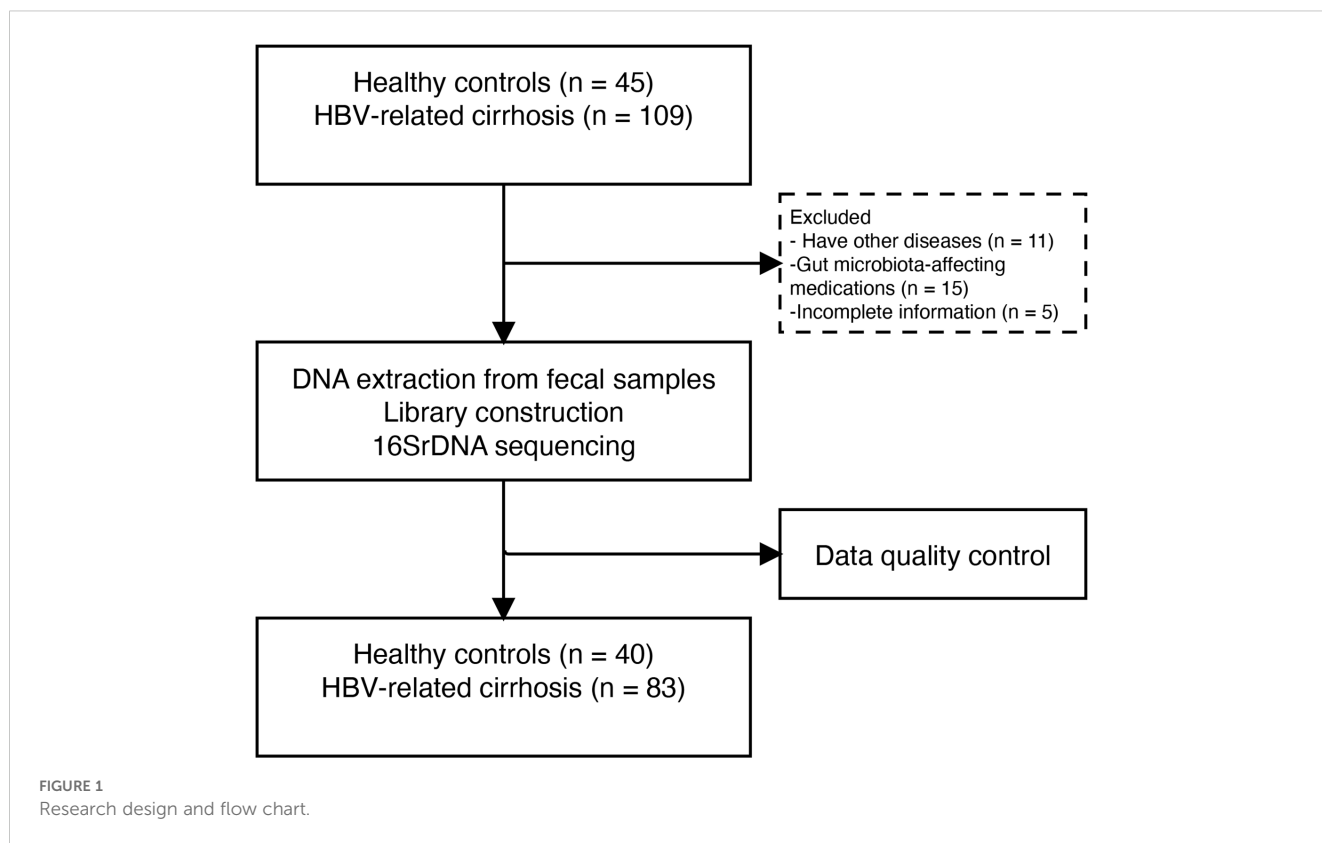 Healthy controls (n = 45)
HBV-related cirrhosis (n = 109)
Excluded
- Have other diseases (n = 11)
-Gut microbiota-affecting
medications (n = 15)
-Incomplete information (n = 5)
DNA extraction from fecal samples
Library construction
16SrDNA sequencing
Data quality control
Healthy controls (n = 40)
HBV-related cirrhosis (n = 83)
FIGURE 1
Research design and flow chart.